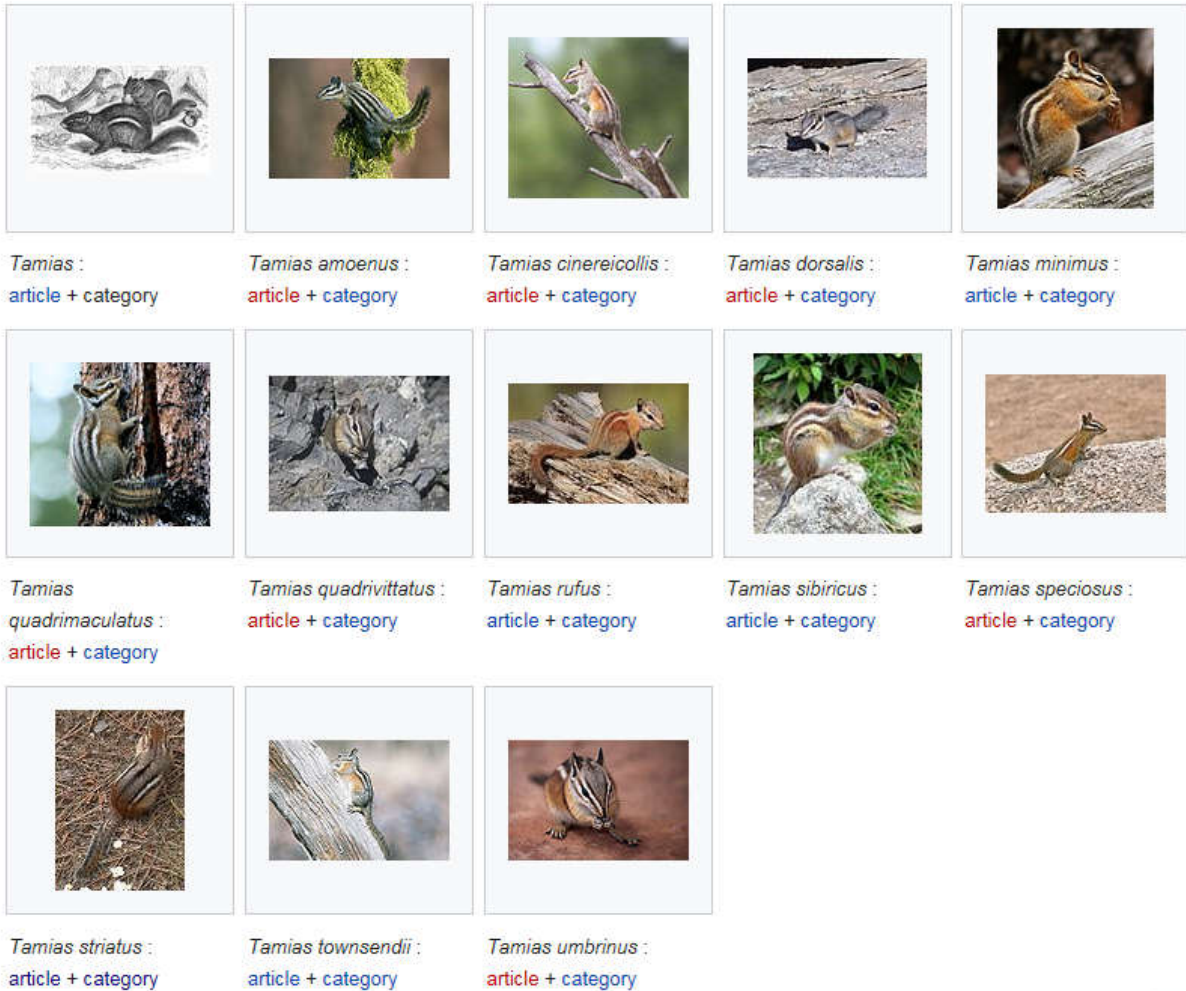 Tamias :
article + category
Tamias amoenus :
article + category
Tamias cinereicollis :
article + category
Tamias dorsalis :
article + category
Tamias minimus :
article + category
Tamias
quadrimaculatus :
article + category
Tamias quadrivittatus :
article + category
Tamias rufus :
article + category
Tamias sibiricus :
article + category
Tamias speciosus :
article + category
Tamias striatus :
article + category
Tamias townsendii :
article + category
Tamias umbrinus :
article + category